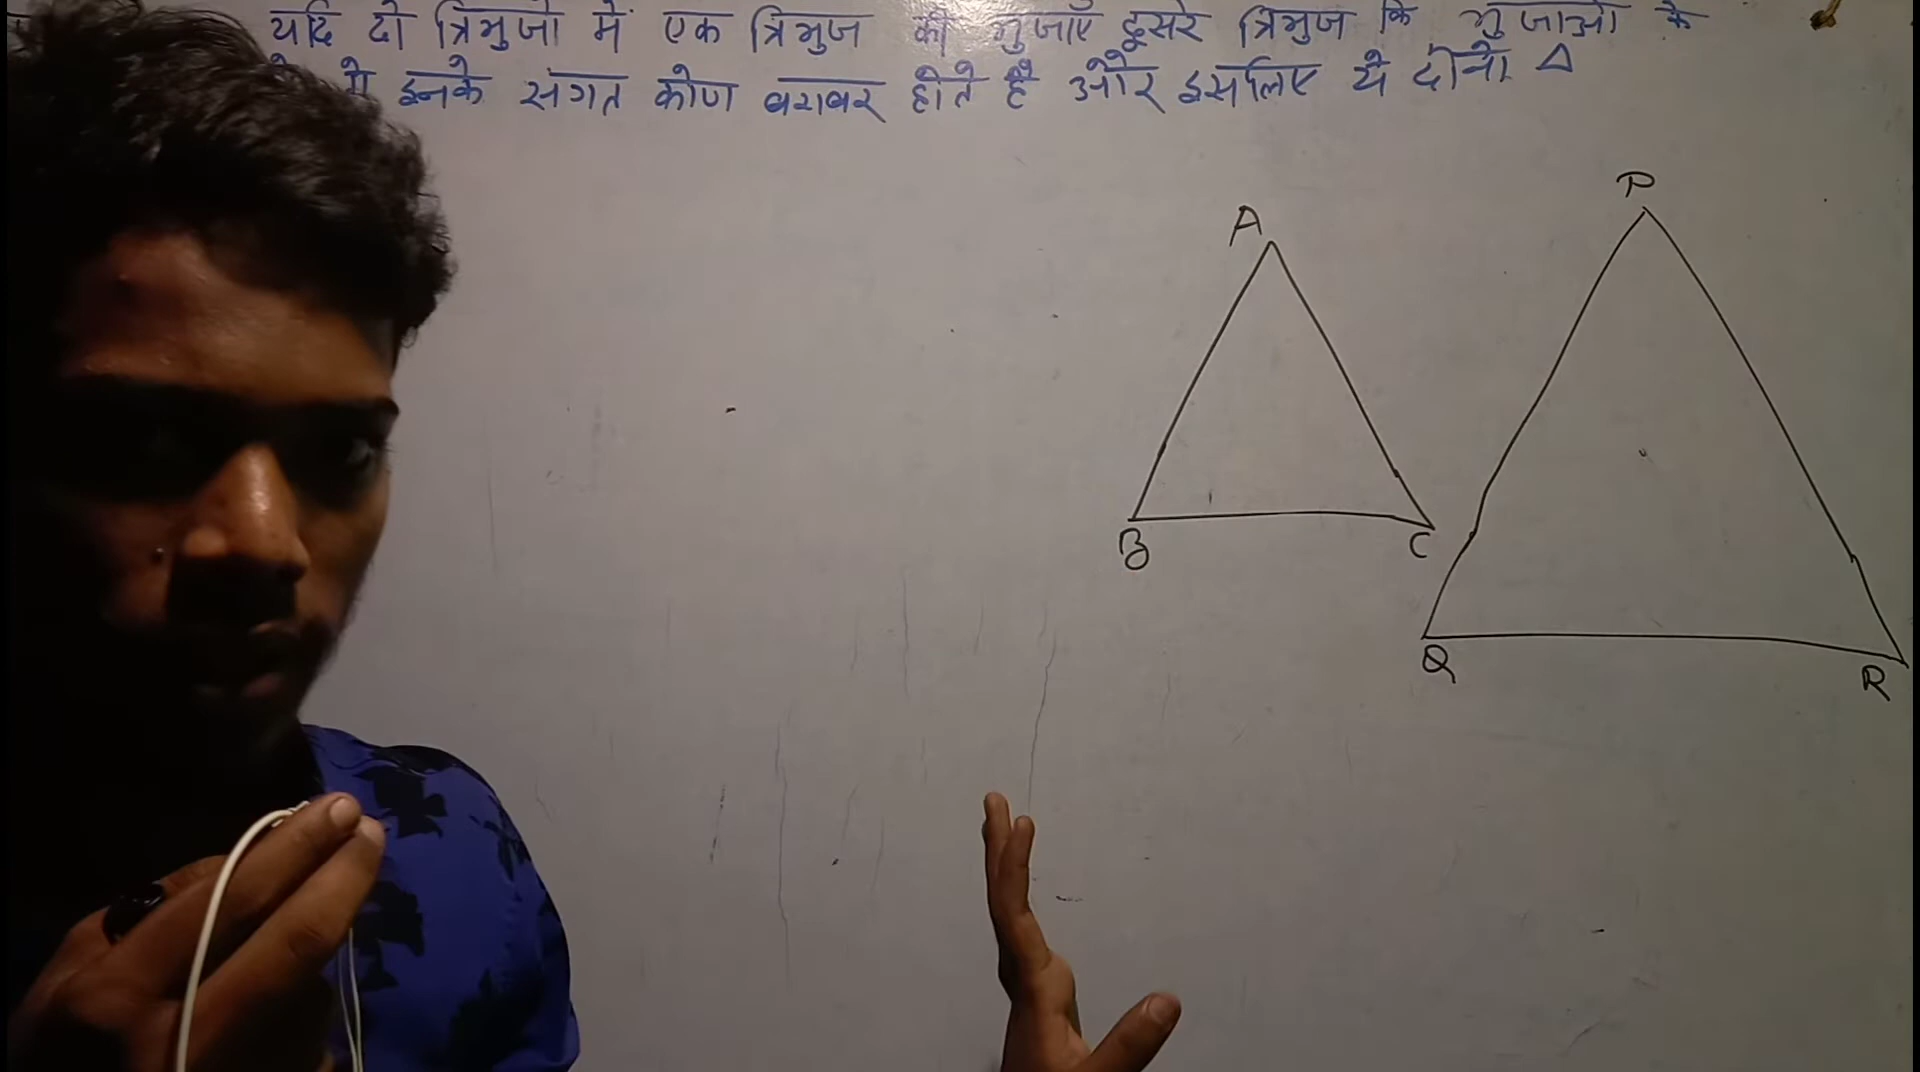 यदि दो त्रिभुजो में एक त्रिभुज की भुजाएँ दूसरे त्रिभुज कि भुजाओ के
मे इनके संगत कोण बराबर होते है और इसलिए ये दोनो Δ
P
A
B
C
Q
R